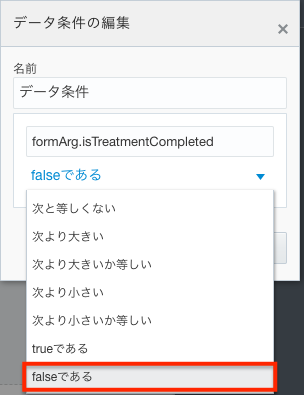 データ条件の編集
×
名前
データ条件
formArg.isTreatmentCompleted
falseである
次と等しくない
次より大きい
次より大きいか等しい
次より小さい
次より小さいか等しい
trueである
falseである